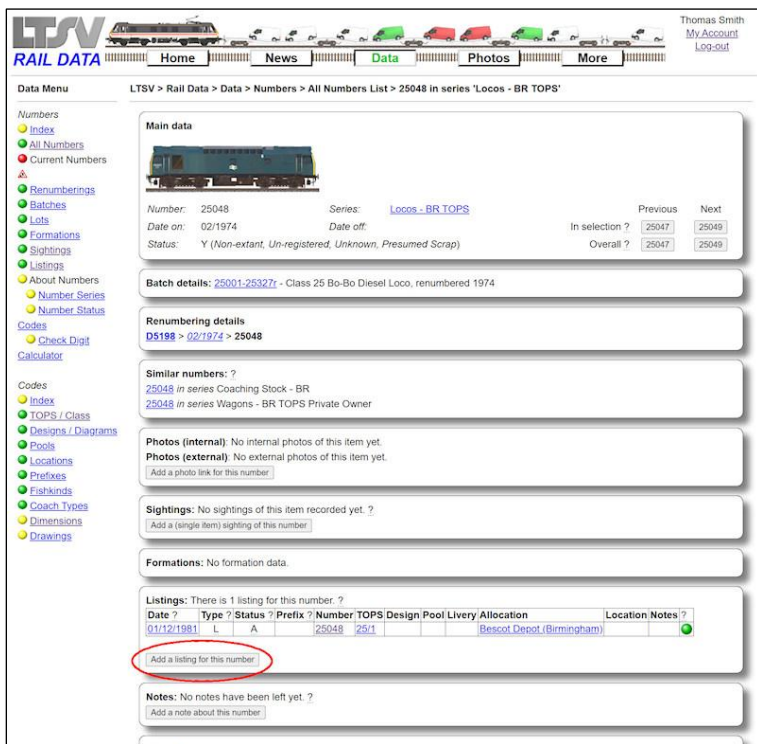 LTSV
RAIL DATA
Home News Data Photos More
Thomas Smith
My Account
Log-out
Data Menu
LTSV > Rail Data > Data > Numbers > All Numbers List > 25048 in series 'Locos - BR TOPS'
Numbers
Index
All Numbers
Current Numbers
Renumberings
Batches
Lots
Formations
Sightings
Listings
About Numbers
Number Series
Number Status
Codes
Check Digit
Calculator
Codes
Index
TOPS / Class
Designs / Diagrams
Pools
Locations
Prefixes
Fishkinds
Coach Types
Dimensions
Drawings
Main data
Number: 25048 Series: Locos - BR TOPS Previous Next
Date on: 02/1974 Date off: In selection ? 25047 25049
Status: Y (Non-extant, Un-registered, Unknown, Presumed Scrap) Overall ? 25047 25049
Batch details: 25001-25327r - Class 25 Bo-Bo Diesel Loco, renumbered 1974
Renumbering details
D5198 > 02/1974 > 25048
Similar numbers: ?
25048 in series Coaching Stock - BR
25048 in series Wagons - BR TOPS Private Owner
Photos (internal): No internal photos of this item yet.
Photos (external): No external photos of this item yet.
Add a photo link for this number
Sightings: No sightings of this item recorded yet. ?
Add a (single item) sighting of this number
Formations: No formation data.
Listings: There is 1 listing for this number. ?
Date ? Type ? Status ? Prefix ? Number TOPS Design Pool Livery Allocation Location Notes ?
01/12/1981 L A 25048 25/1 Bescot Depot (Birmingham)
Add a listing for this number
Notes: No notes have been left yet. ?
Add a note about this number